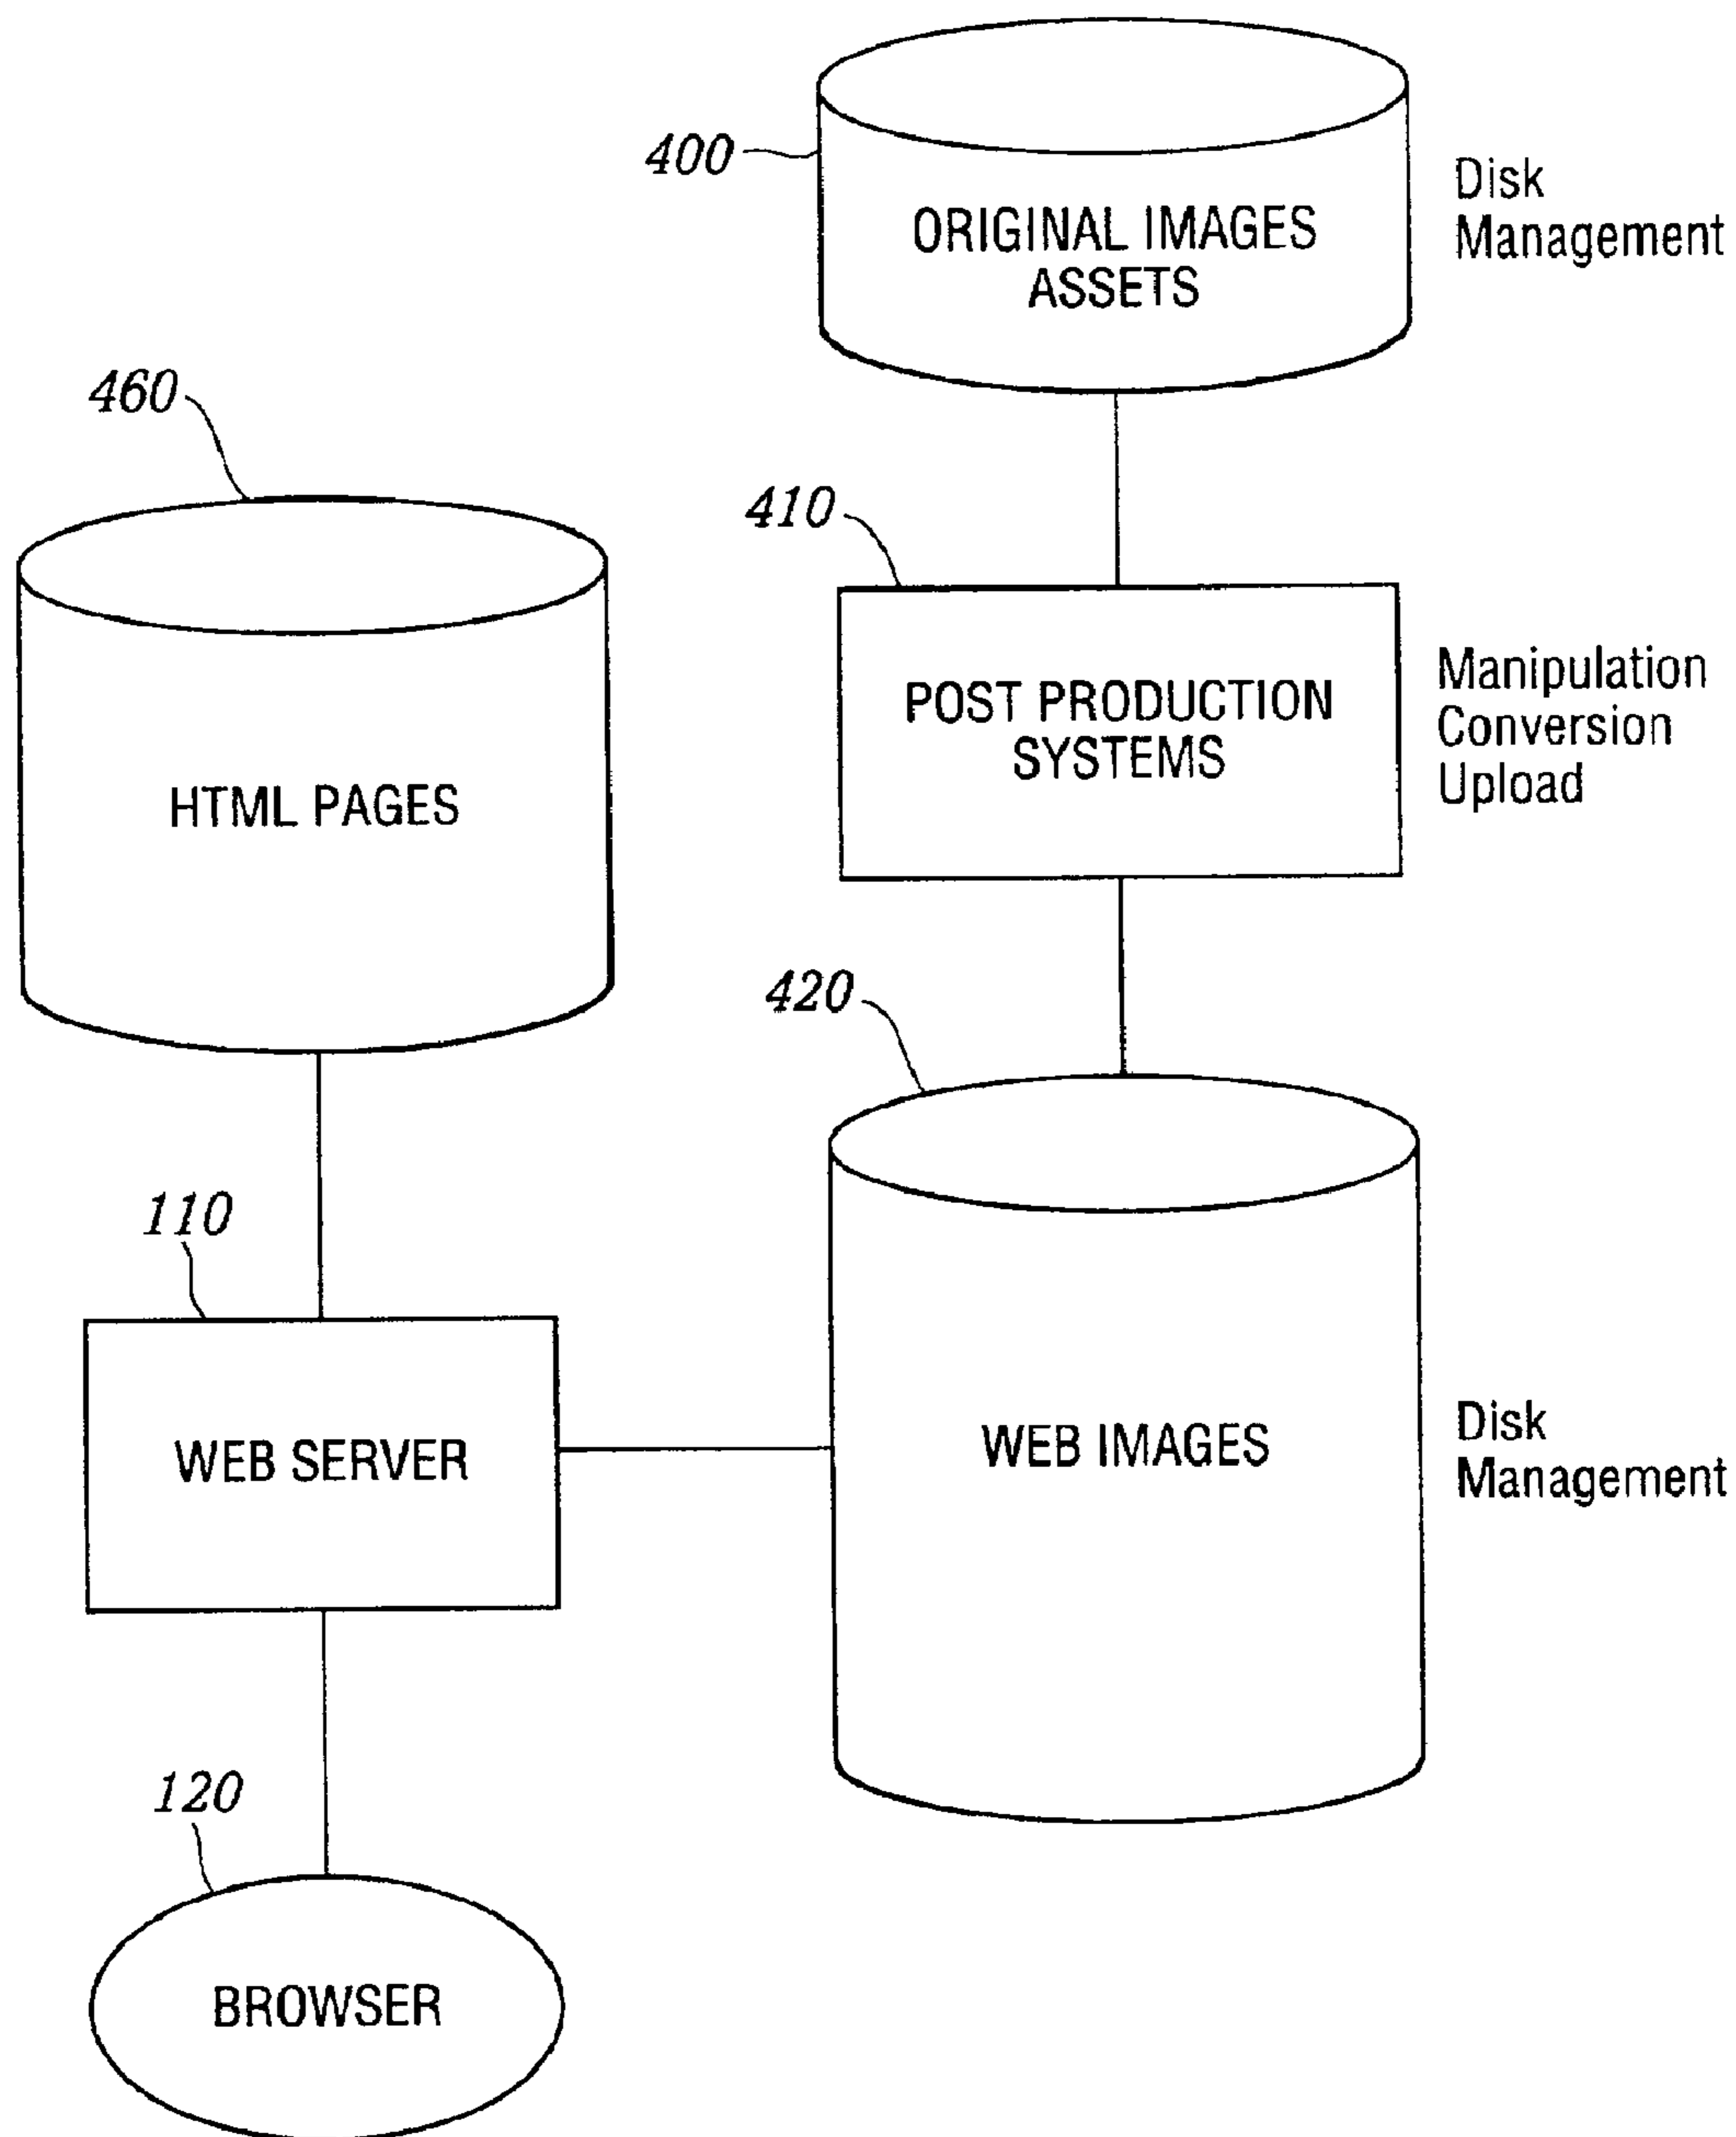 400
ORIGINAL IMAGES
ASSETS
Disk
Management
460
HTML PAGES
410
POST PRODUCTION
SYSTEMS
Manipulation
Conversion
Upload
420
WEB IMAGES
Disk
Management
110
WEB SERVER
120
BROWSER